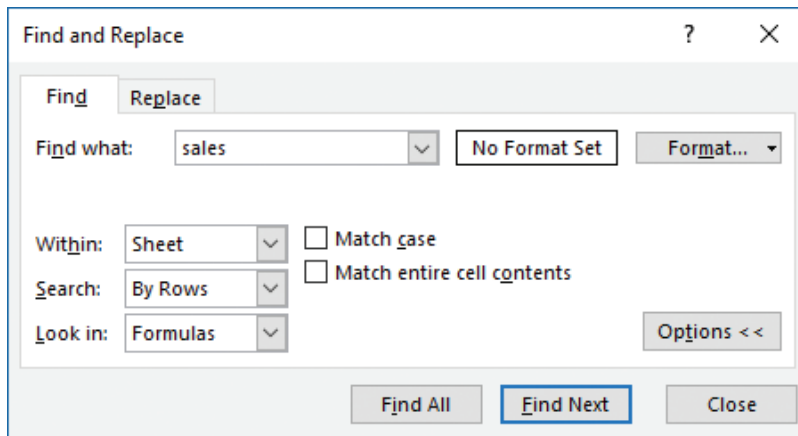 Find and Replace ?
Find Replace
Find what: sales No Format Set Format...
Within: Sheet Match case
Match entire cell contents
Search: By Rows
Look in: Formulas Options <<
Find All Find Next Close